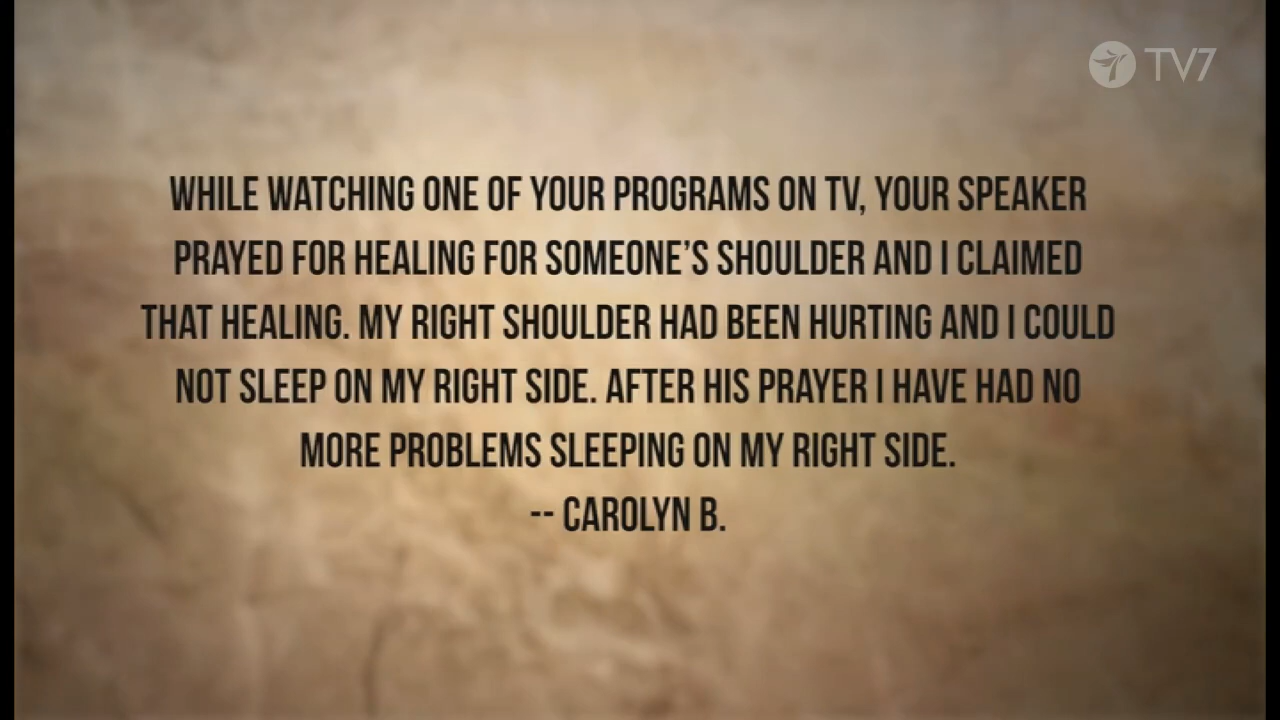 TV7
WHILE WATCHING ONE OF YOUR PROGRAMS ON TV, YOUR SPEAKER
PRAYED FOR HEALING FOR SOMEONE'S SHOULDER AND I CLAIMED
THAT HEALING. MY RIGHT SHOULDER HAD BEEN HURTING AND I COULD
NOT SLEEP ON MY RIGHT SIDE. AFTER HIS PRAYER I HAVE HAD NO
MORE PROBLEMS SLEEPING ON MY RIGHT SIDE.
-- CAROLYN B.